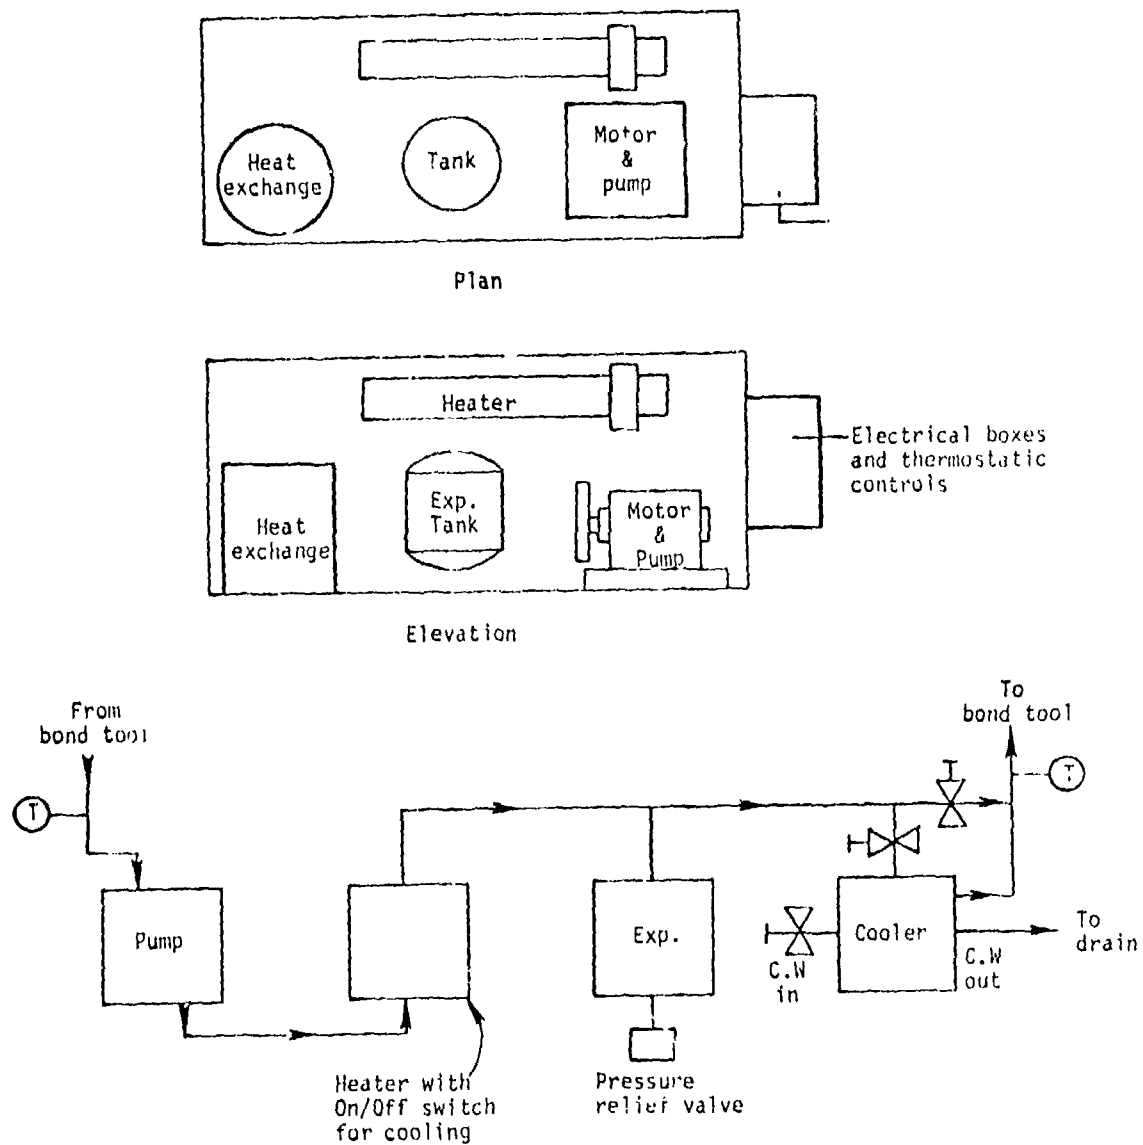 Heat
exchange
Tank
Motor
&
pump
Plan
Heater
Electrical boxes
and thermostatic
controls
Heat
exchange
Exp.
Tank
Motor
&
Pump
Elevation
From
bond tool
To
bond tool
T
T
Pump
Exp.
Cooler
To
drain
C.W
in
C.W
out
Heater with
On/Off switch
for cooling
Pressure
relief valve